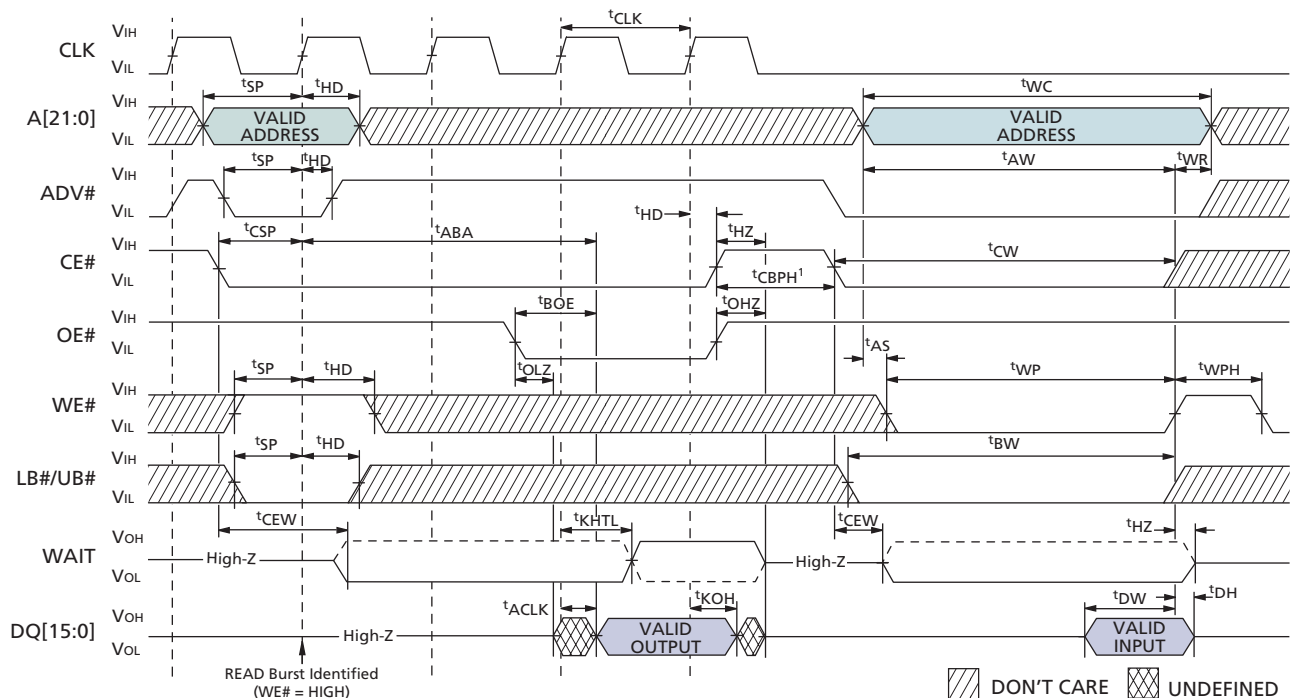 tCLK
CLK VIH
VIL
tSP tHD tWC
A[21:0] VIH
VIL
VALID ADDRESS
VALID ADDRESS
tSP tHD tAW tWR
ADV# VIH
VIL
tHD
tCSP tABA tHZ tCW
CE# VIH
VIL
tCBPH1
tBOE tOHZ
OE# VIH
VIL
tAS
tOLZ
tSP tHD tWP tWPH
WE# VIH
VIL
tSP tHD tBW
LB#/UB# VIH
VIL
tCEW tKHTL tCEW tHZ
WAIT VOH
VOL
High-Z High-Z
tACLK tKOH tDW tDH
DQ[15:0] VOH
VOL
High-Z
VALID OUTPUT
VALID INPUT
READ Burst Identified
(WE# = HIGH)
DON'T CARE UNDEFINED